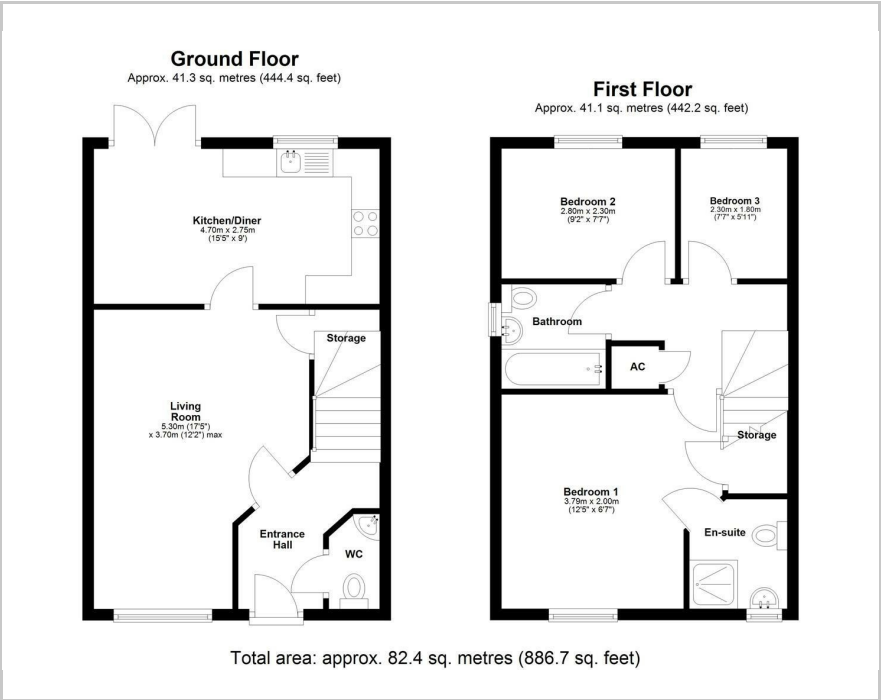 Ground Floor
Approx. 41.3 sq. metres (444.4 sq. feet)
Kitchen/Diner
4.70m x 2.75m
(15'5" x 9')
Storage
Living
Room
5.30m (17'5")
x 3.70m (12'2") max
Entrance
Hall
WC
First Floor
Approx. 41.1 sq. metres (442.2 sq. feet)
Bedroom 2
2.80m x 2.30m
(9'2" x 7'7")
Bedroom 3
2.30m x 1.80m
(7'7" x 5'11")
Bathroom
AC
Storage
Bedroom 1
3.79m x 2.00m
(12'5" x 6'7")
En-suite
Total area: approx. 82.4 sq. metres (886.7 sq. feet)